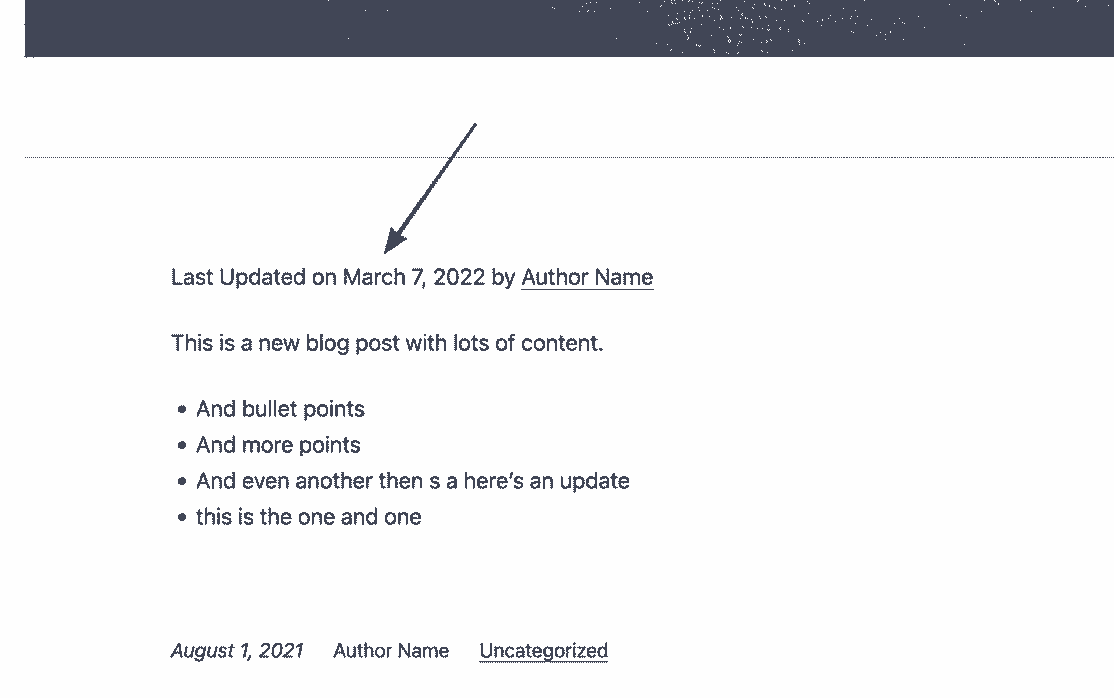 Last Updated on March 7, 2022 by Author Name
This is a new blog post with lots of content.
• And bullet points
• And more points
• And even another then s a here’s an update
• this is the one and one
August 1, 2021 Author Name Uncategorized